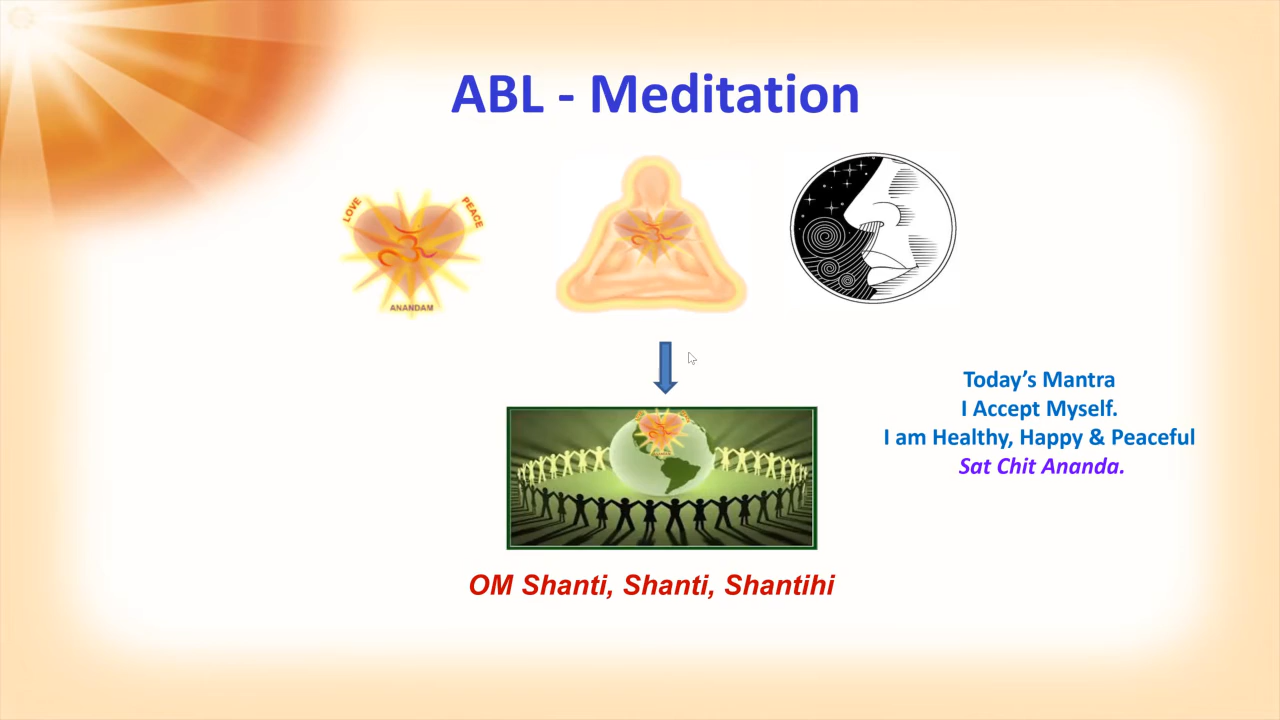 ABL - Meditation
LOVE
PEACE
ANANDAM
Today’s Mantra
I Accept Myself.
I am Healthy, Happy & Peaceful
Sat Chit Ananda.
OM Shanti, Shanti, Shantihi